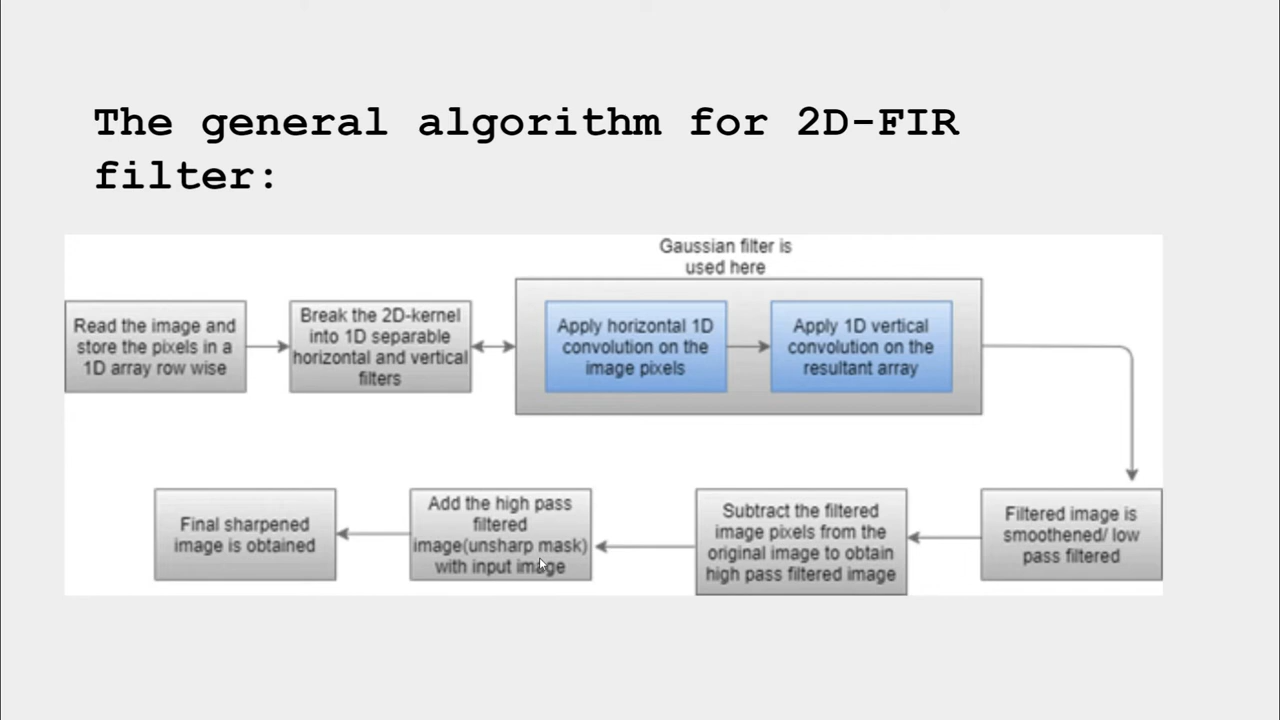 The general algorithm for 2D-FIR
filter:
Gaussian filter is
used here
Read the image and
store the pixels in a
1D array row wise
Break the 2D-kernel
into 1D separable
horizontal and vertical
filters
Apply horizontal 1D
convolution on the
image pixels
Apply 1D vertical
convolution on the
resultant array
Filtered image is
smoothened/ low
pass filtered
Subtract the filtered
image pixels from the
original image to obtain
high pass filtered image
Add the high pass
filtered
image(unsharp mask)
with input image
Final sharpened
image is obtained